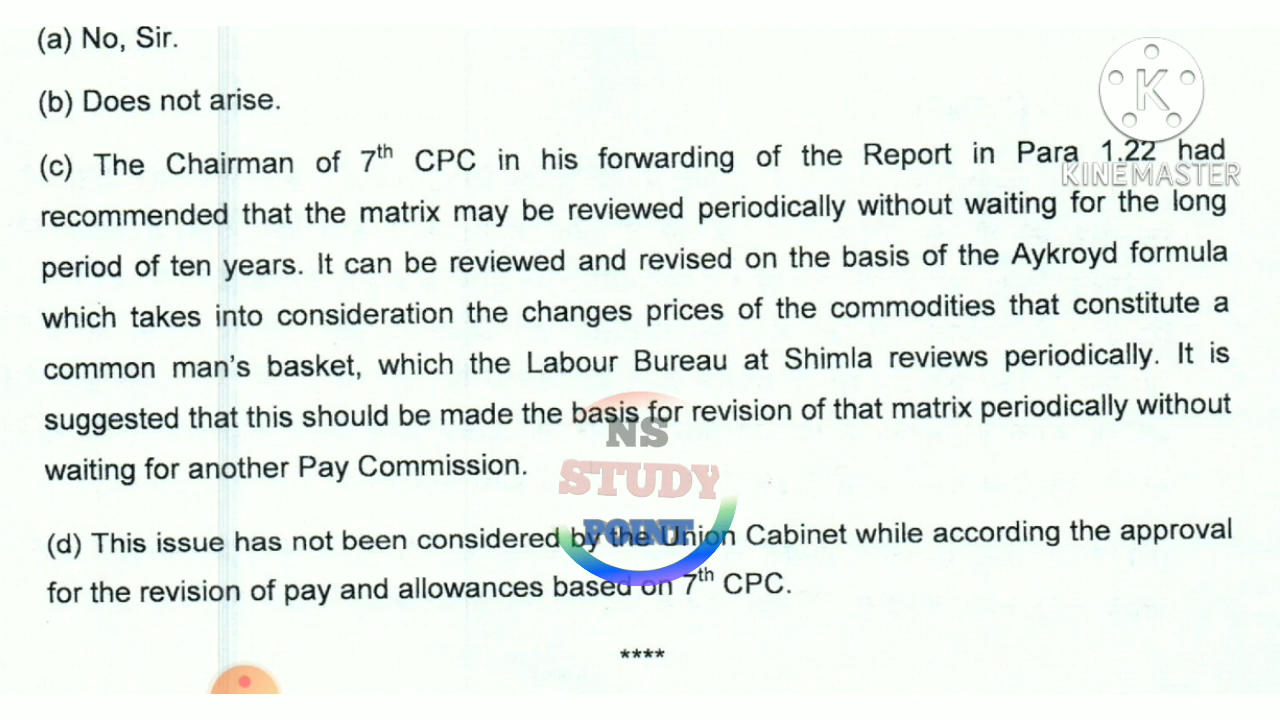 (a) No, Sir.
(b) Does not arise.
(c) The Chairman of 7th CPC in his forwarding of the Report in Para 1.22 had
recommended that the matrix may be reviewed periodically without waiting for the long
period of ten years. It can be reviewed and revised on the basis of the Aykroyd formula
which takes into consideration the changes prices of the commodities that constitute a
common man's basket, which the Labour Bureau at Shimla reviews periodically. It is
suggested that this should be made the basis for revision of that matrix periodically without
waiting for another Pay Commission.
(d) This issue has not been considered by the Union Cabinet while according the approval
for the revision of pay and allowances based on 7th CPC.
****
K
KINEMASTER
NS
STUDY
POINT